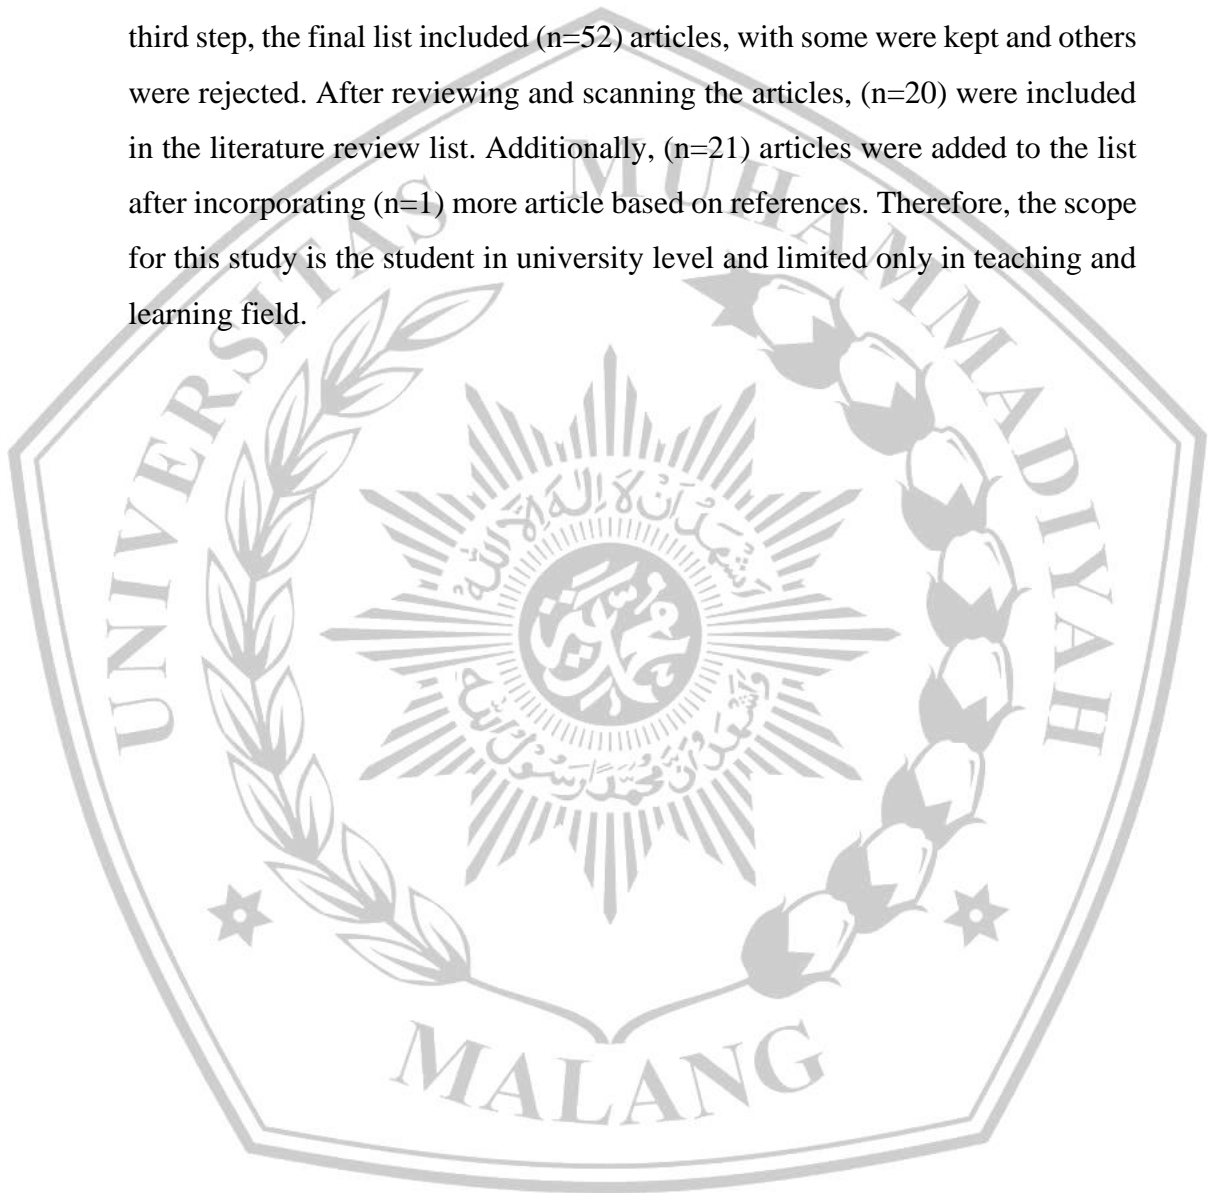 third step, the final list included (n=52) articles, with some were kept and others
were rejected. After reviewing and scanning the articles, (n=20) were included
in the literature review list. Additionally, (n=21) articles were added to the list
after incorporating (n=1) more article based on references. Therefore, the scope
for this study is the student in university level and limited only in teaching and
learning field.
UNIVERSITAS MUHAMMADIYAH
MALANG